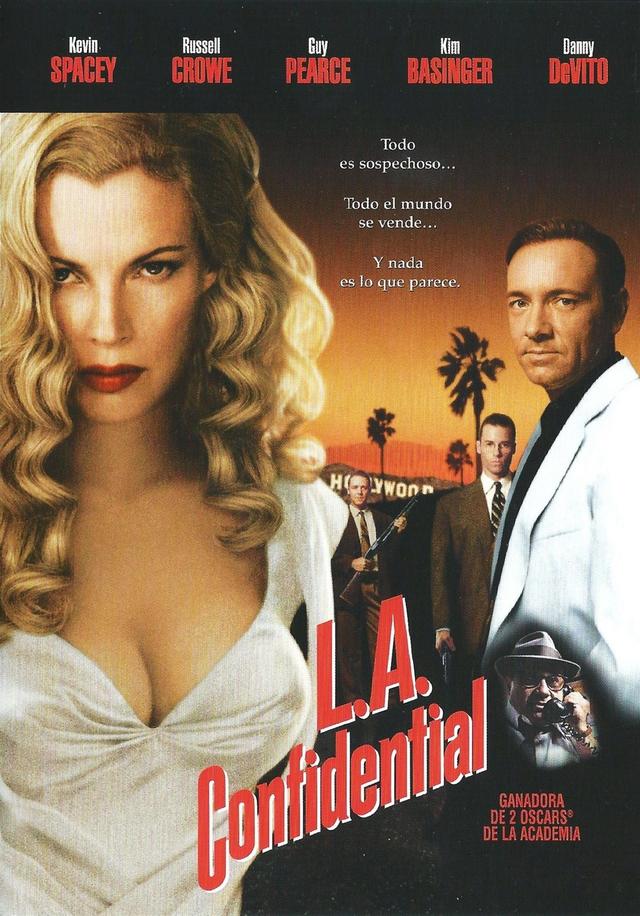 Kevin SPACEY
Russell CROWE
Guy PEARCE
Kim BASINGER
Danny DeVITO
Todo
es sospechoso...
Todo el mundo
se vende...
Y nada
es lo que parece.
HOLLYWOOD
L.A.
Confidential
GANADORA
DE 2 OSCARS®
DE LA ACADEMIA